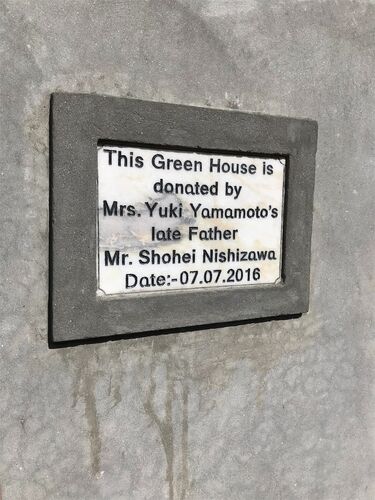 This Green House is
donated by
Mrs. Yuki Yamamoto's
late Father
Mr. Shohei Nishizawa
Date:-07.07.2016